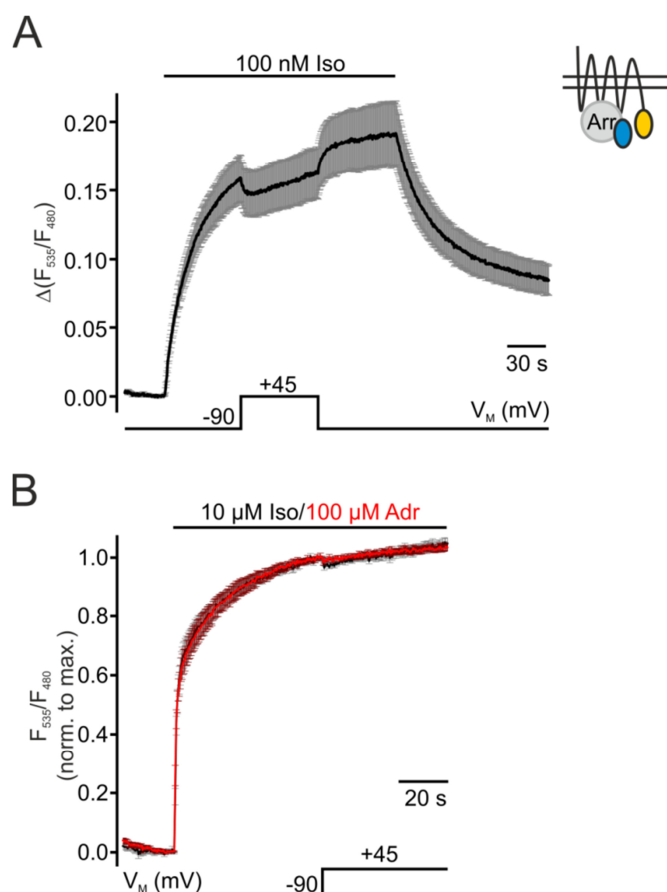 A
100 nM Iso
Arr
0.20
0.15
0.10
0.05
0.00
Δ(F535/F480)
30 s
+45
-90
VM (mV)
B
10 µM Iso/100 µM Adr
1.0
0.8
0.6
0.4
0.2
0.0
F535/F480
(norm. to max.)
20 s
+45
VM (mV)
-90